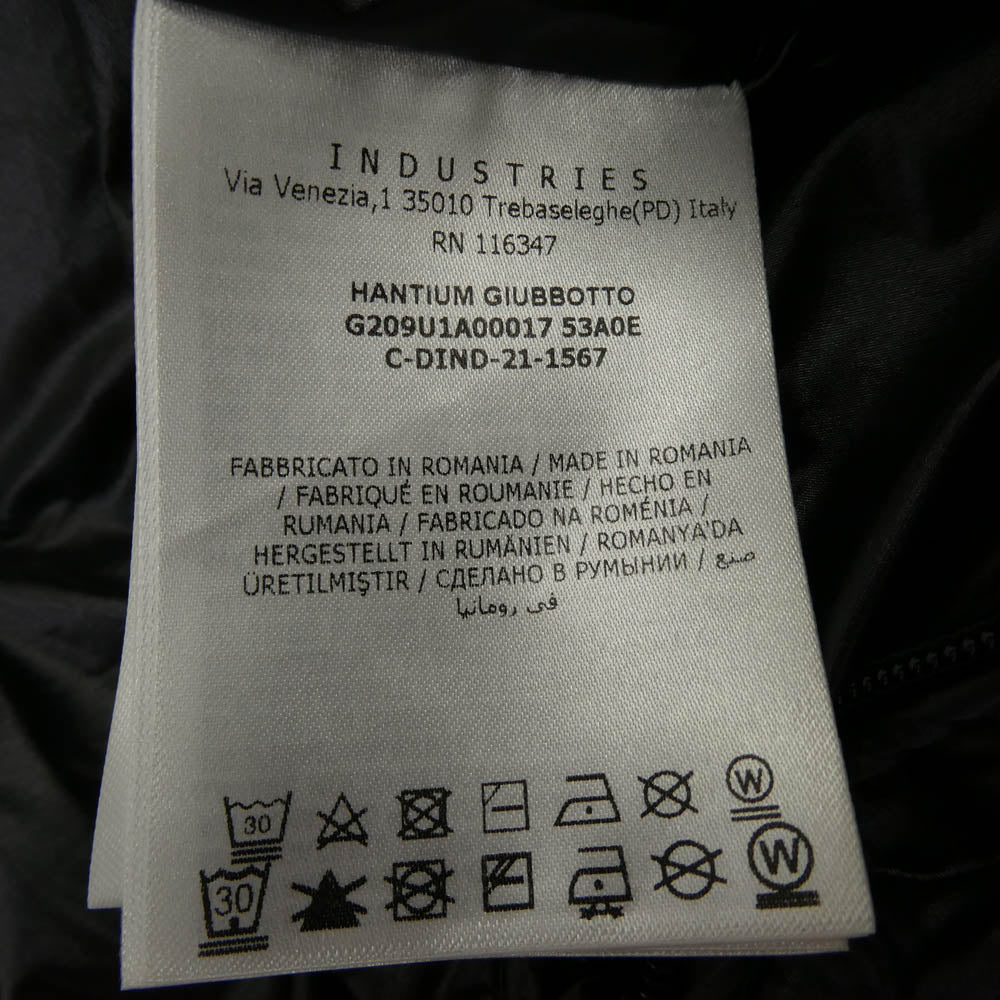 INDUSTRIES
Via Venezia,1 35010 Trebaseleghe(PD) Italy
RN 116347
HANTIUM GIUBBOTTO
G209U1A00017 53A0E
C-DIND-21-1567
FABBRICATO IN ROMANIA / MADE IN ROMANIA
/ FABRIQUÉ EN ROUMANIE / HECHO EN
RUMANIA / FABRICADO NA ROMÉNIA /
HERGESTELLT IN RUMÄNIEN / ROMANYA'DA
ÜRETILMIŞTIR / СДЕЛАНО В РУМЫНИИ / صنع
في رومانيا
30 W
30 W